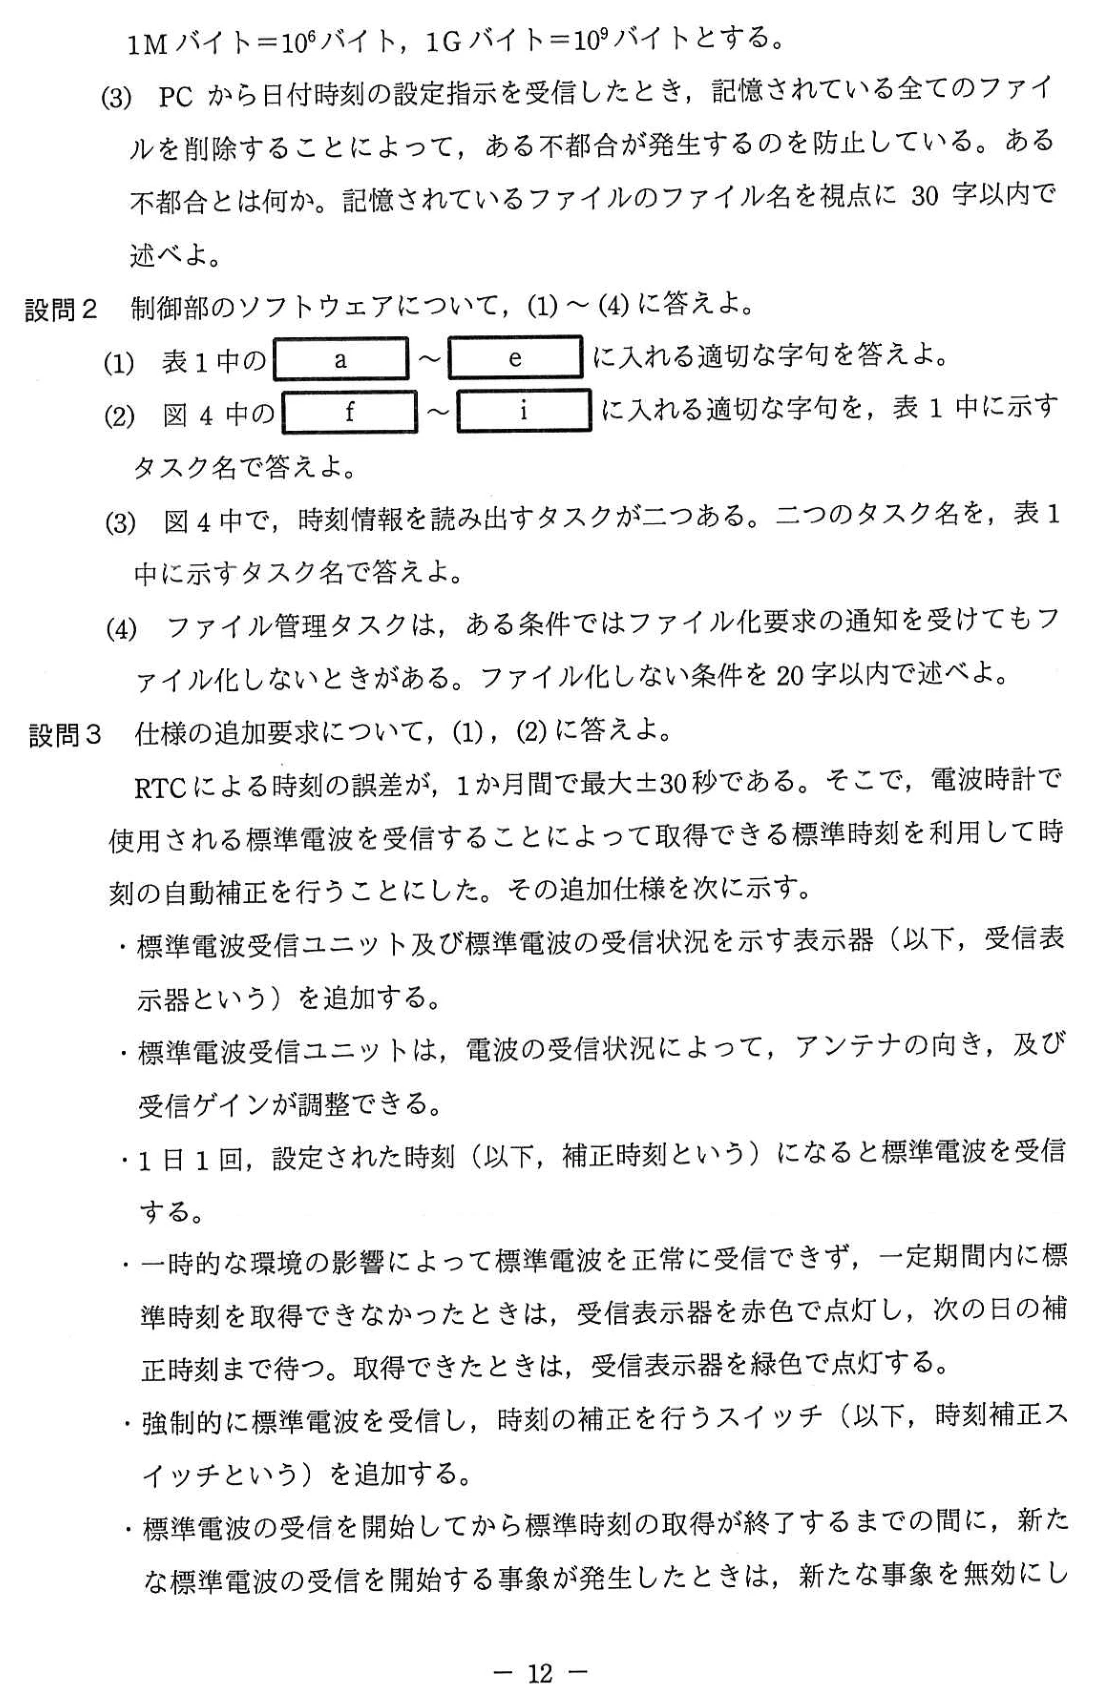 1M バイト＝10⁶バイト，1G バイト＝10⁹バイトとする。
(3) PC から日付時刻の設定指示を受信したとき，記憶されている全てのファイ
ルを削除することによって，ある不都合が発生するのを防止している。ある
不都合とは何か。記憶されているファイルのファイル名を視点に 30 字以内で
述べよ。
設問２ 制御部のソフトウェアについて，(1)～(4)に答えよ。
(1) 表1中の a ～ e に入れる適切な字句を答えよ。
(2) 図 4 中の f ～ i に入れる適切な字句を，表 1 中に示す
タスク名で答えよ。
(3) 図4中で，時刻情報を読み出すタスクが二つある。二つのタスク名を，表1
中に示すタスク名で答えよ。
(4) ファイル管理タスクは，ある条件ではファイル化要求の通知を受けてもフ
ァイル化しないときがある。ファイル化しない条件を 20 字以内で述べよ。
設問３ 仕様の追加要求について，(1)，(2)に答えよ。
RTCによる時刻の誤差が，1か月間で最大±30秒である。そこで，電波時計で
使用される標準電波を受信することによって取得できる標準時刻を利用して時
刻の自動補正を行うことにした。その追加仕様を次に示す。
・標準電波受信ユニット及び標準電波の受信状況を示す表示器（以下，受信表
示器という）を追加する。
・標準電波受信ユニットは，電波の受信状況によって，アンテナの向き，及び
受信ゲインが調整できる。
・1日1回，設定された時刻（以下，補正時刻という）になると標準電波を受信
する。
・一時的な環境の影響によって標準電波を正常に受信できず，一定期間内に標
準時刻を取得できなかったときは，受信表示器を赤色で点灯し，次の日の補
正時刻まで待つ。取得できたときは，受信表示器を緑色で点灯する。
・強制的に標準電波を受信し，時刻の補正を行うスイッチ（以下，時刻補正ス
イッチという）を追加する。
・標準電波の受信を開始してから標準時刻の取得が終了するまでの間に，新た
な標準電波の受信を開始する事象が発生したときは，新たな事象を無効にし
－ 12 －